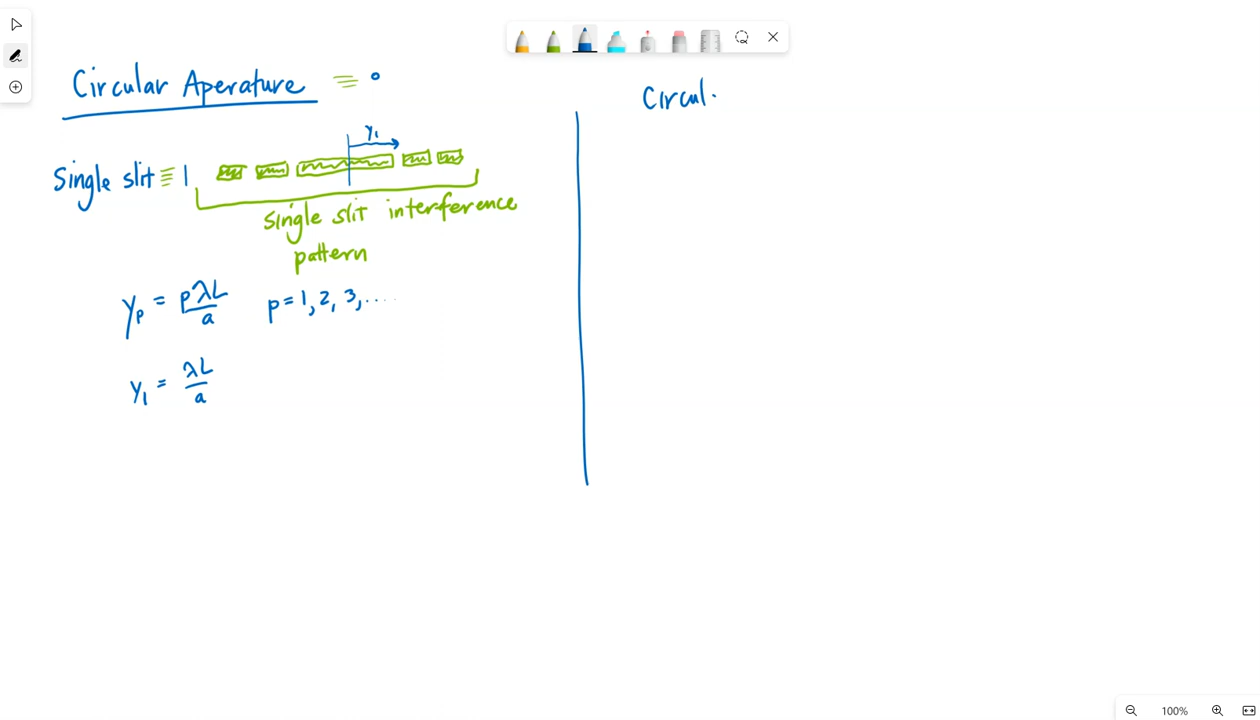 Circular Aperature ≡ °
Single slit ≡ |
y₁
single slit interference
pattern
yₚ = pλL/a    p = 1, 2, 3, ....
y₁ = λL/a
Circul.
100%